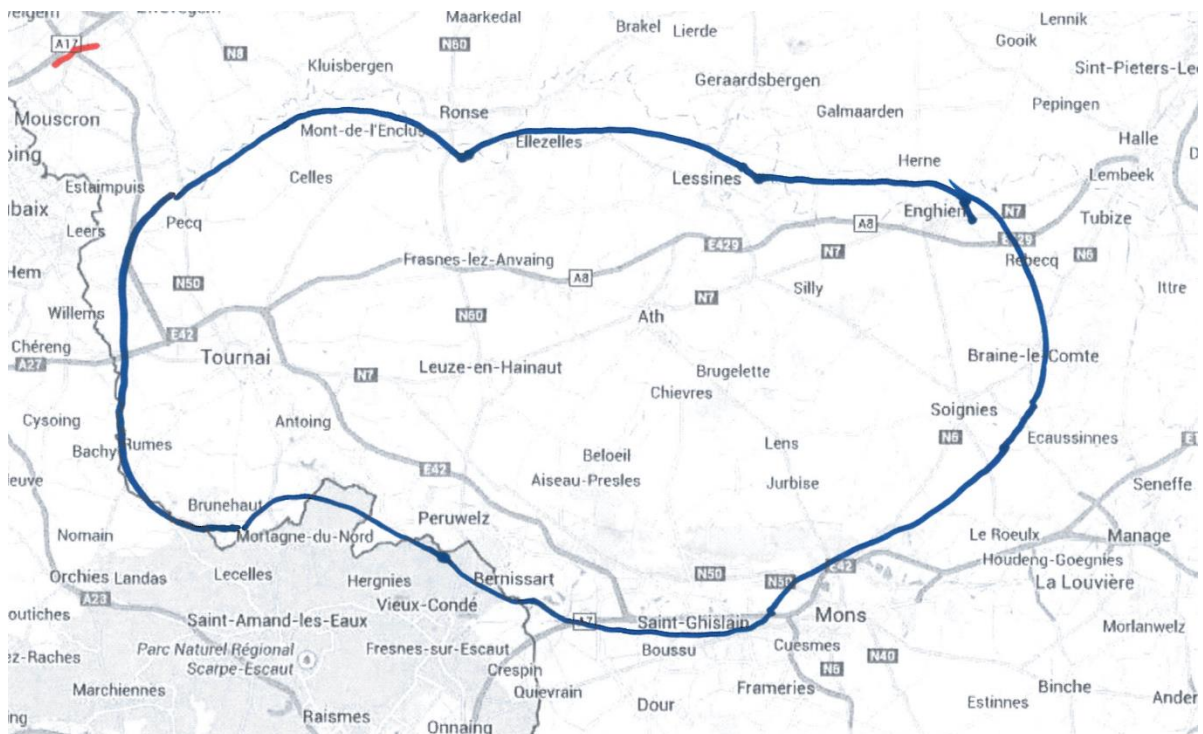 Maarkedal
Lennik
Brakel
Lierde
A17
Gooik
N8
N60
Kluisbergen
Geraardsbergen
Sint-Pieters-Le
Pepingen
Galmaarden
Mouscron
Ronse
Mont-de-l'Enclus
Ellezelles
Halle
Herne
Celles
Lessines
Lembeek
Estaimpuis
Enghien
N7
Tubize
Pecq
Leers
A8
E429
N7
Rebecq
N6
Hem
Frasnes-lez-Anvaing
A8
N50
N7
Silly
Ittre
Willems
N60
Ath
E42
Chéreng
Tournai
Braine-le-Comte
A27
N7
Leuze-en-Hainaut
Brugelette
Chievres
Cysoing
Antoing
Soignies
N6
Ecaussinnes
Bachy
Rumes
Lens
Beloeil
E42
Aiseau-Presles
Jurbise
Seneffe
Brunehaut
Peruwelz
Nomain
Mortagne-du-Nord
Le Roeulx
Manage
Houdeng-Goegnies
Orchies
Landas
Lecelles
Hergnies
Bernissart
N50
N50
E42
La Louvière
A23
Vieux-Condé
Saint-Amand-les-Eaux
A7
Saint-Ghislain
Mons
Morlanwelz
Parc Naturel Régional
Scarpe-Escaut
Fresnes-sur-Escaut
Boussu
Cuesmes
N40
Crespin
N6
Marchiennes
Quievrain
Frameries
Binche
Dour
Estinnes
Raismes
Onnaing